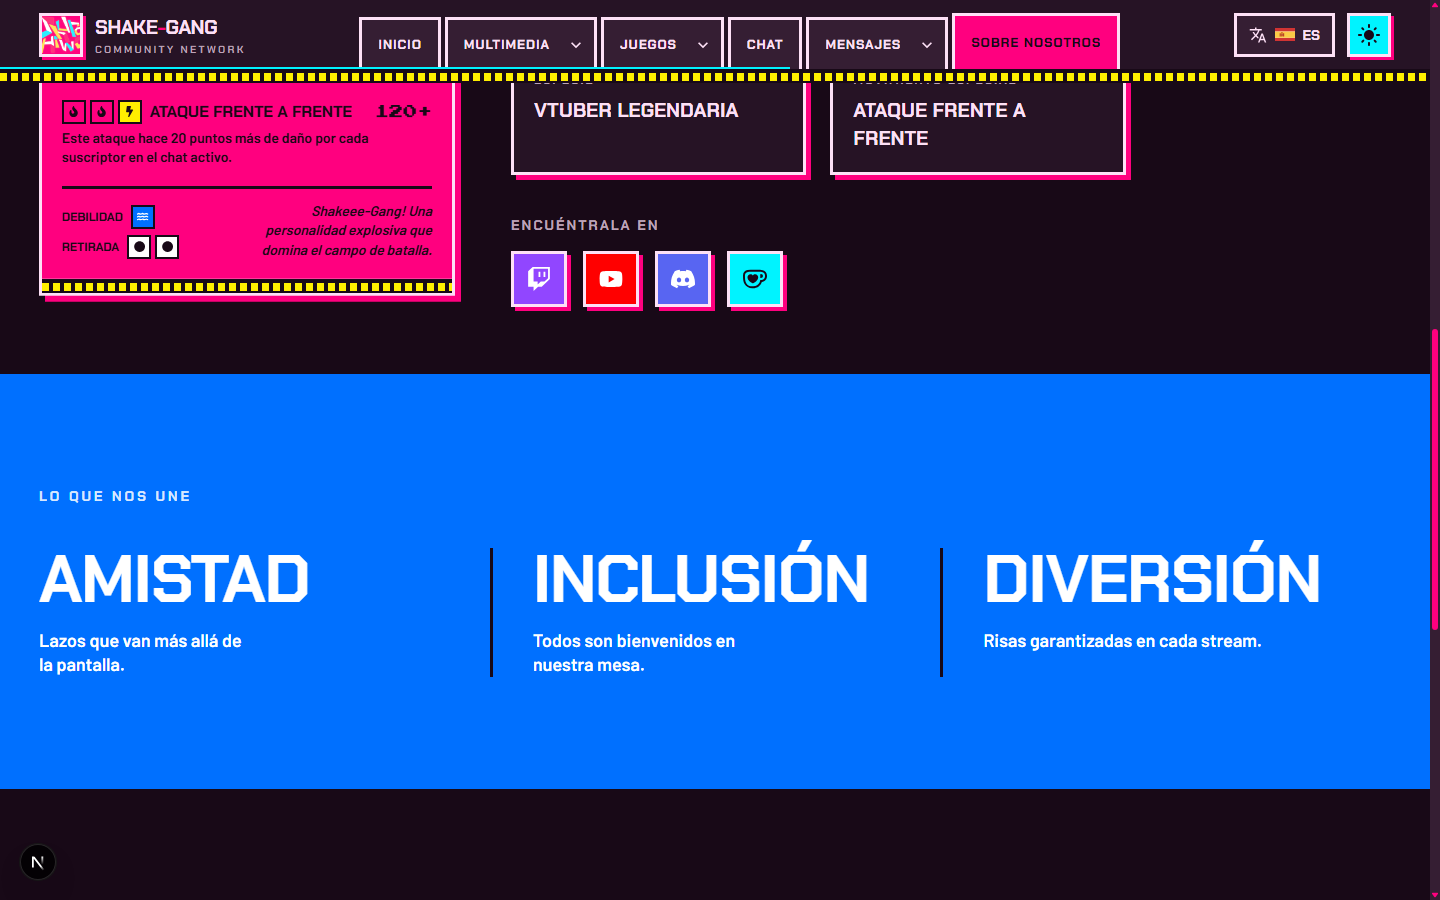 SHAKE-GANG
COMMUNITY NETWORK
INICIO
MULTIMEDIA
JUEGOS
CHAT
MENSAJES
SOBRE NOSOTROS
ES
ATAQUE FRENTE A FRENTE 120+
Este ataque hace 20 puntos más de daño por cada
suscriptor en el chat activo.
DEBILIDAD
RETIRADA
Shakeee-Gang! Una
personalidad explosiva que
domina el campo de batalla.
VTUBER LEGENDARIA
ATAQUE FRENTE A
FRENTE
ENCUÉNTRALA EN
LO QUE NOS UNE
AMISTAD
Lazos que van más allá de
la pantalla.
INCLUSIÓN
Todos son bienvenidos en
nuestra mesa.
DIVERSIÓN
Risas garantizadas en cada stream.
N